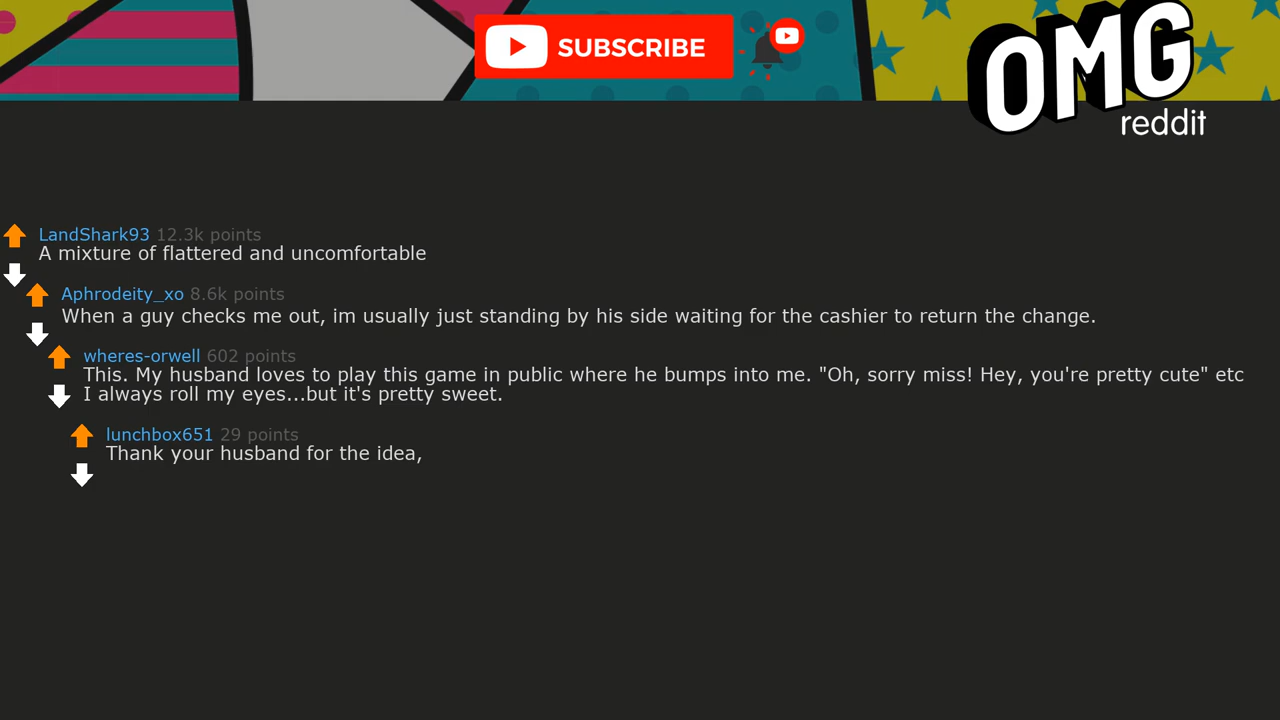 SUBSCRIBE
OMG
reddit
LandShark93 12.3k points
A mixture of flattered and uncomfortable
Aphrodeity_xo 8.6k points
When a guy checks me out, im usually just standing by his side waiting for the cashier to return the change.
wheres-orwell 602 points
This. My husband loves to play this game in public where he bumps into me. "Oh, sorry miss! Hey, you're pretty cute" etc
I always roll my eyes...but it's pretty sweet.
lunchbox651 29 points
Thank your husband for the idea,